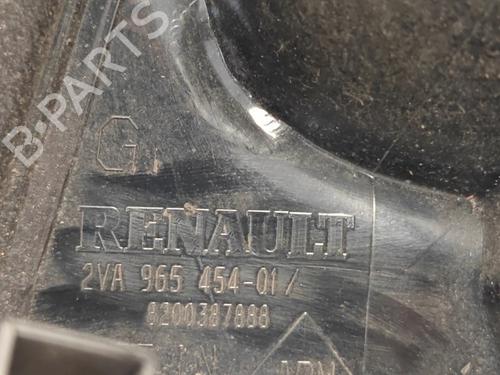 B-PARTS
G
RENAULT
2VA 965 454-01/
8200387888